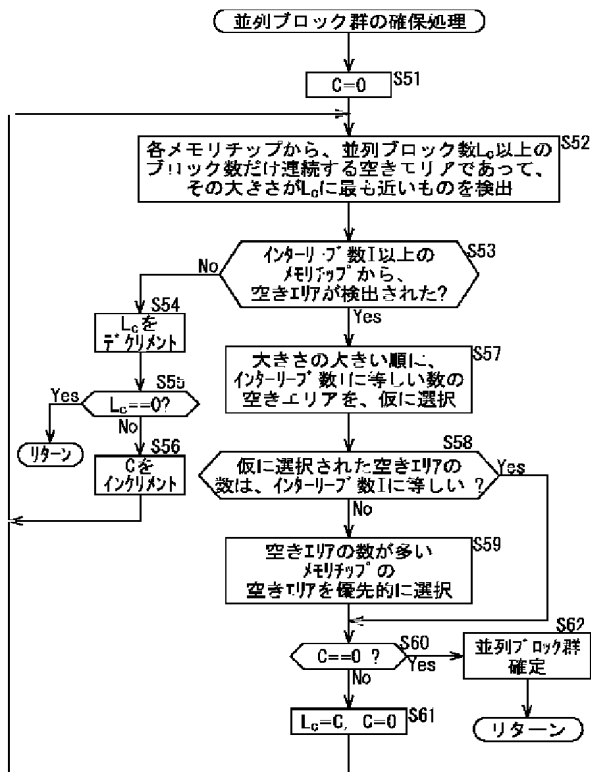 並列ブロック群の確保処理
S51
C=0
S52
各メモリチップから、並列ブロック数Lc以上の
ブロック数だけ連続する空きエリアであって、
その大きさがLcに最も近いものを検出
S53
インターリーブ数I以上の
メモリチップから、
空きエリアが検出された?
No
Yes
S54
Lcを
デクリメント
S55
Lc==0?
Yes
No
リターン
S56
Cを
インクリメント
S57
大きさの大きい順に、
インターリーブ数Iに等しい数の
空きエリアを、仮に選択
S58
仮に選択された空きエリアの
数は、インターリーブ数Iに等しい?
Yes
No
S59
空きエリアの数が多い
メモリチップの
空きエリアを優先的に選択
S60
C==0 ?
Yes
No
S62
並列ブロック群
確定
リターン
S61
Lc=C, C=0